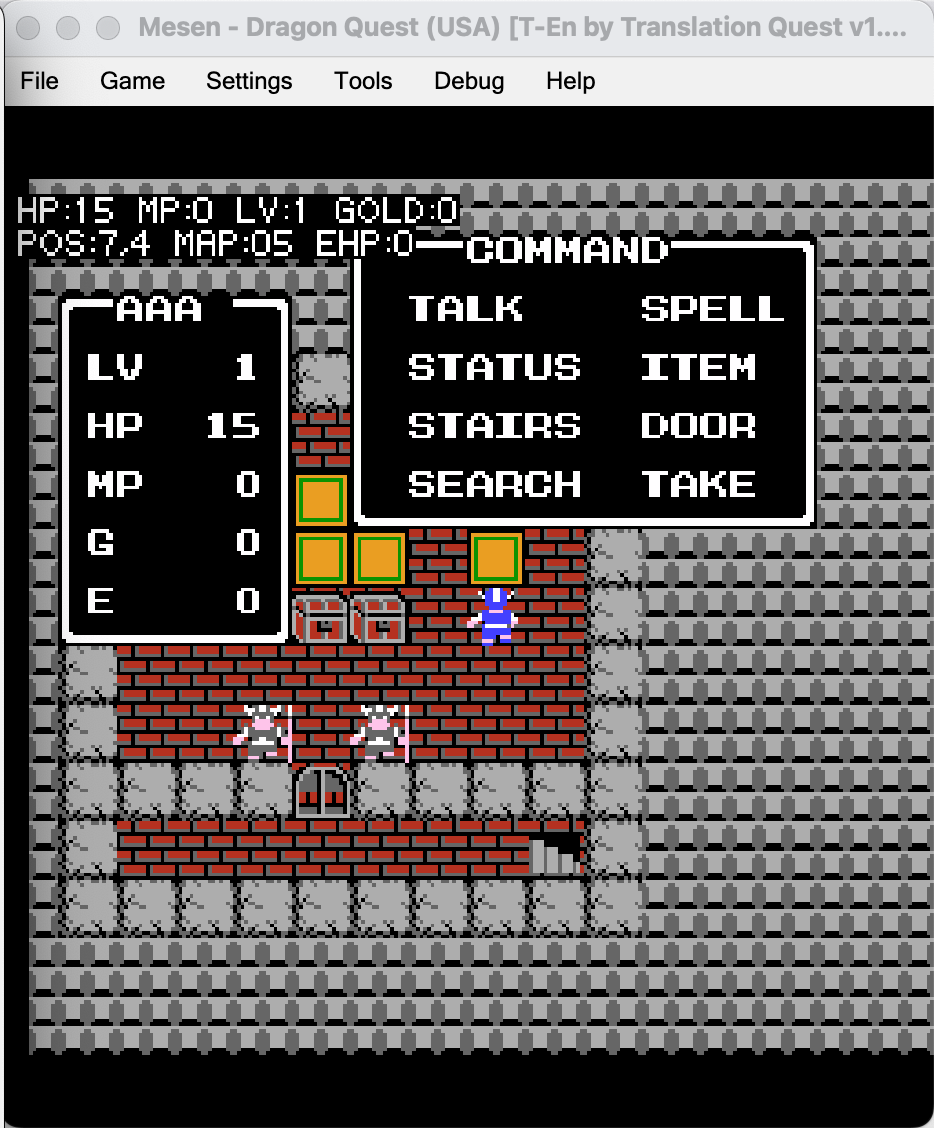 Mesen - Dragon Quest (USA) [T-En by Translation Quest v1....
File Game Settings Tools Debug Help
HP:15 MP:0 LV:1 GOLD:0
POS:7,4 MAP:05 EHP:0
COMMAND
TALK SPELL
STATUS ITEM
STAIRS DOOR
SEARCH TAKE
AAA
LV 1
HP 15
MP 0
G 0
E 0